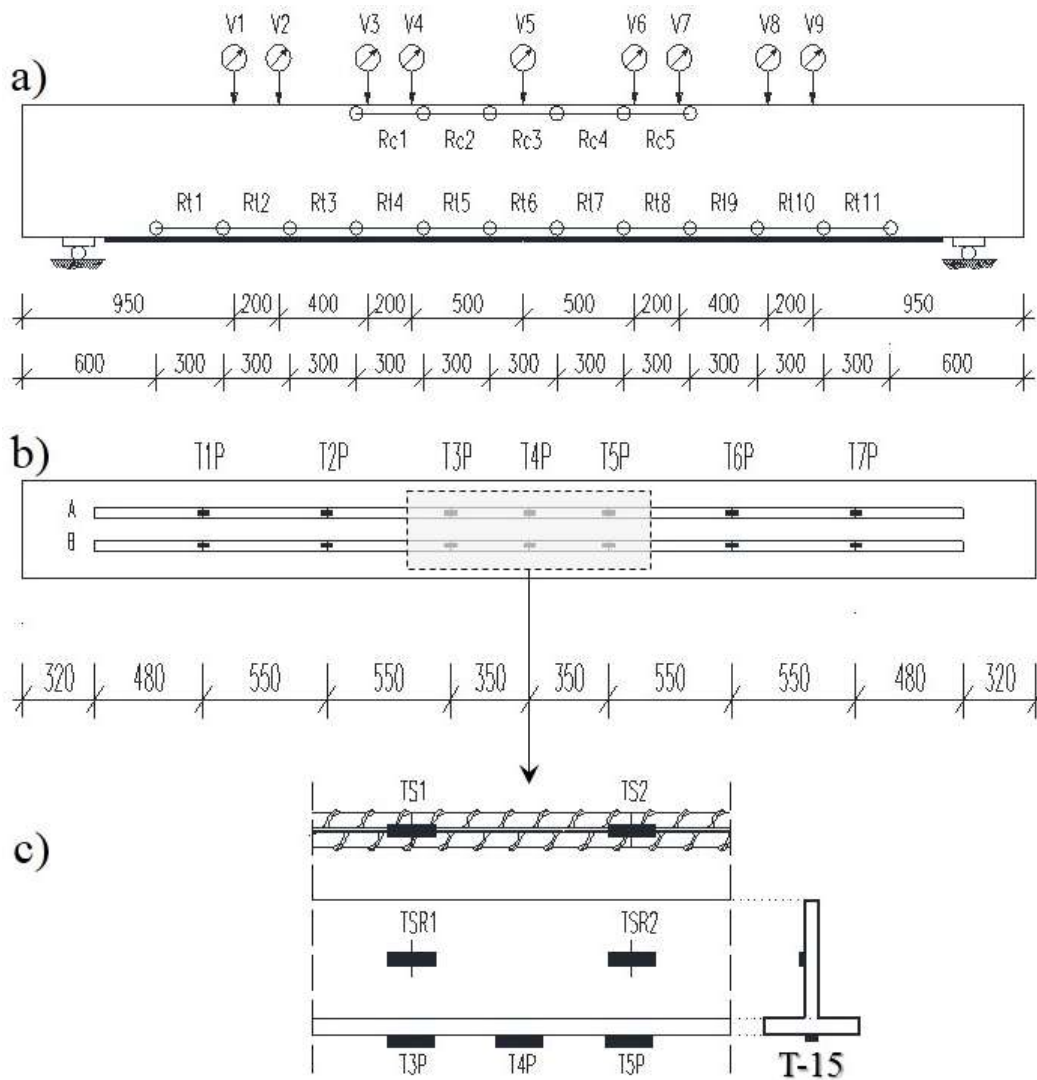 V1 V2 V3 V4 V5 V6 V7 V8 V9
a)
Rc1 Rc2 Rc3 Rc4 Rc5
Rt1 Rt2 Rt3 Rt4 Rt5 Rt6 Rt7 Rt8 Rt9 Rt10 Rt11
950 200 400 200 500 500 200 400 200 950
600 300 300 300 300 300 300 300 300 300 300 300 600
b)
T1P T2P T3P T4P T5P T6P T7P
A
B
320 480 550 550 350 350 550 550 480 320
c)
TS1 TS2
TSR1 TSR2
T3P T4P T5P
T-15